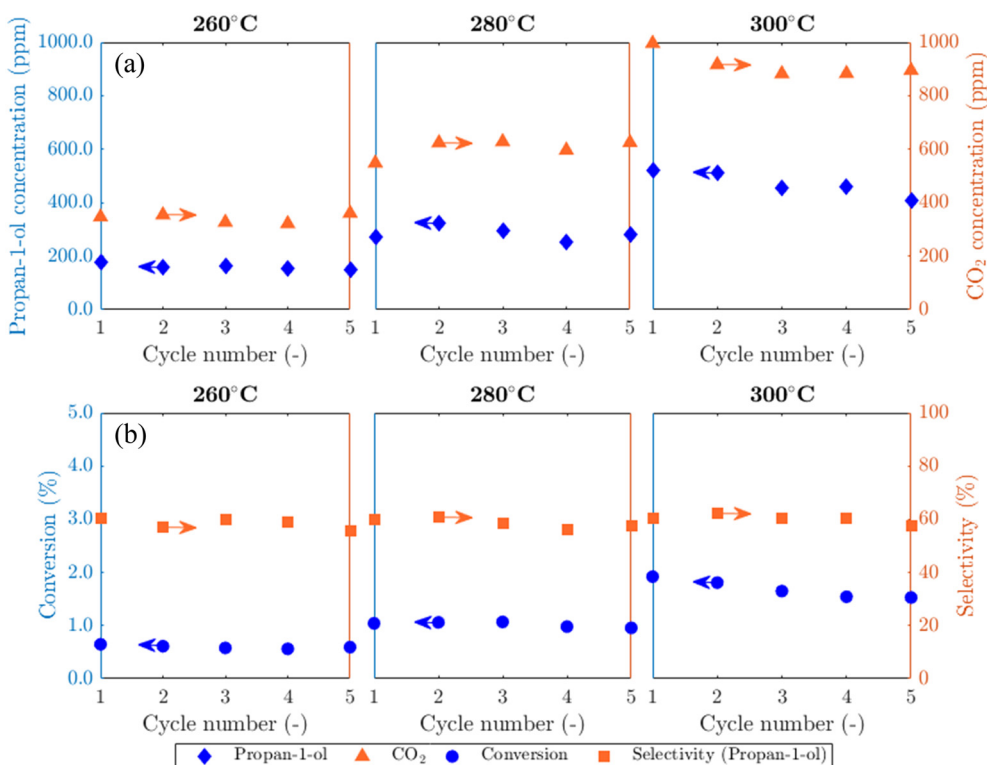 260°C 280°C 300°C
(a)
Propan-1-ol concentration (ppm)
1000.0
800.0
600.0
400.0
200.0
0.0
1000
800
600
400
200
0
CO₂ concentration (ppm)
1 2 3 4 5 1 2 3 4 5 1 2 3 4 5
Cycle number (-) Cycle number (-) Cycle number (-)
260°C 280°C 300°C
(b)
Conversion (%)
5.0
4.0
3.0
2.0
1.0
0.0
100
80
60
40
20
0
Selectivity (%)
1 2 3 4 5 1 2 3 4 5 1 2 3 4 5
Cycle number (-) Cycle number (-) Cycle number (-)
Propan-1-ol CO₂ Conversion Selectivity (Propan-1-ol)